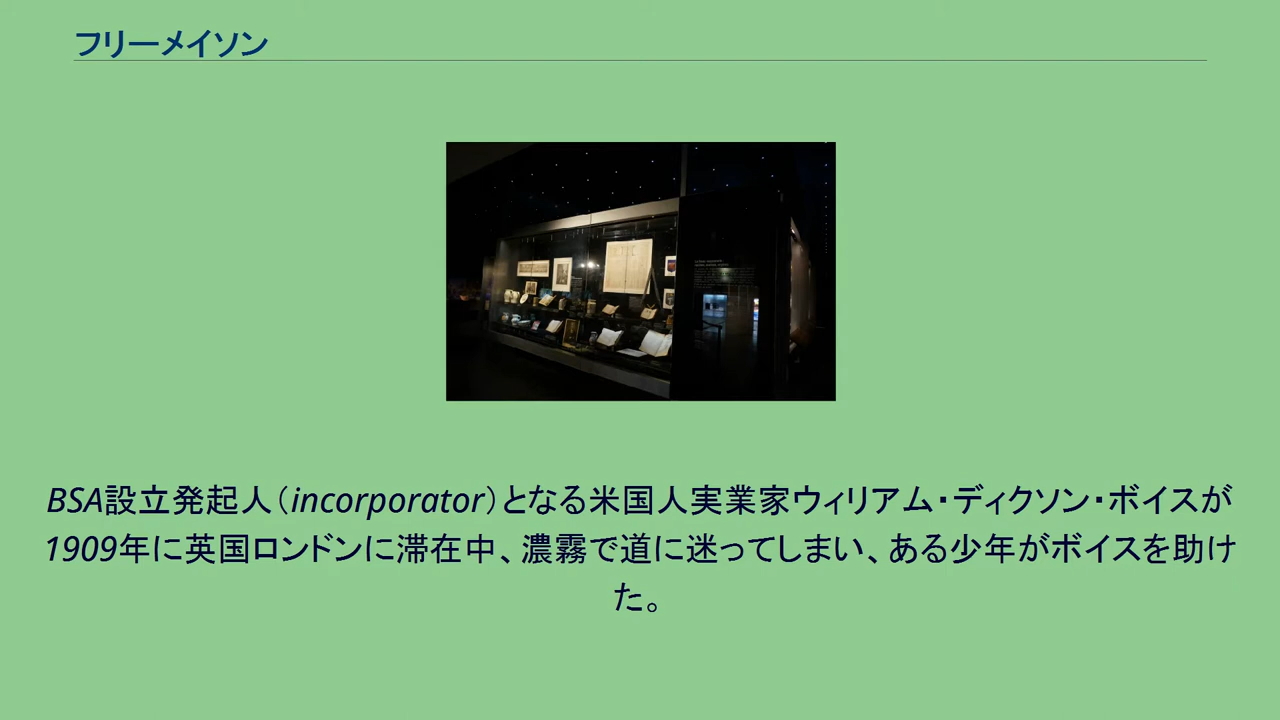 フリーメイソン
BSA設立発起人（incorporator）となる米国人実業家ウィリアム・ディクソン・ボイスが
1909年に英国ロンドンに滞在中、濃霧で道に迷ってしまい、ある少年がボイスを助け
た。